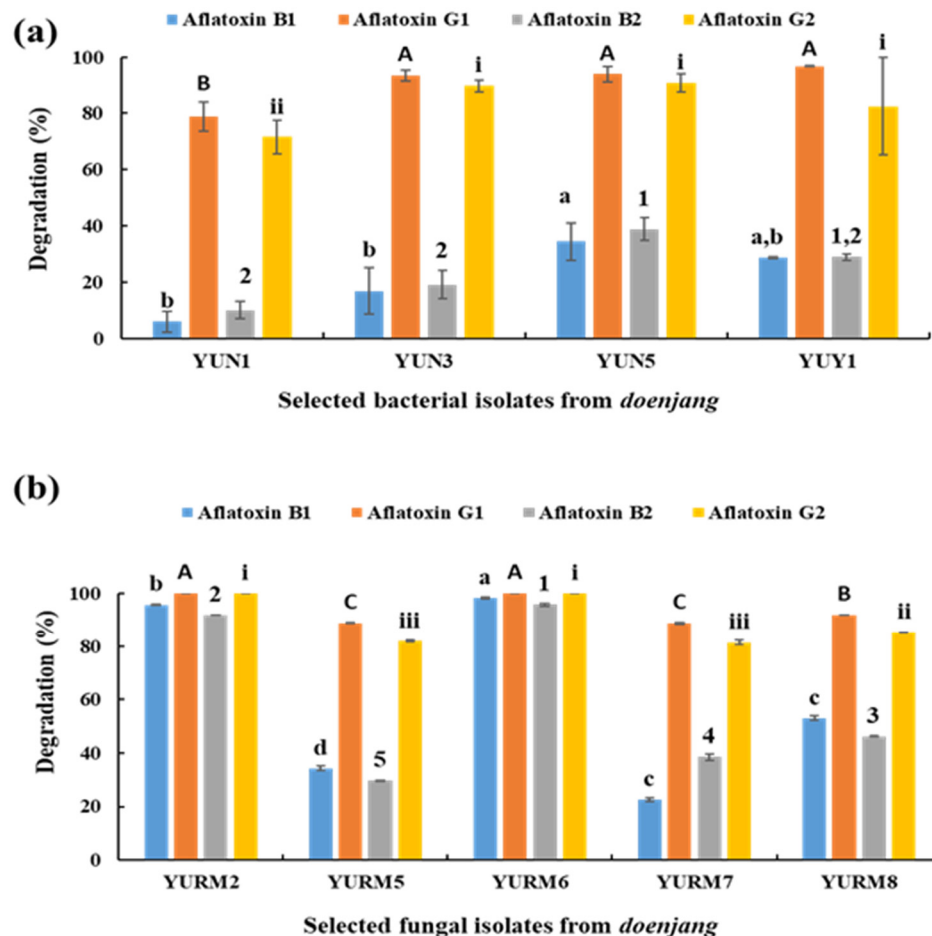 (a)
Aflatoxin B1 Aflatoxin G1 Aflatoxin B2 Aflatoxin G2
Degradation (%)
100
80
60
40
20
0
b B 2 ii
b A 2 i
a A 1 i
a,b A 1,2 i
YUN1 YUN3 YUN5 YUY1
Selected bacterial isolates from doenjang
(b)
Aflatoxin B1 Aflatoxin G1 Aflatoxin B2 Aflatoxin G2
Degradation (%)
100
80
60
40
20
0
b A 2 i
d C 5 iii
a A 1 i
c C 4 iii
c B 3 ii
YURM2 YURM5 YURM6 YURM7 YURM8
Selected fungal isolates from doenjang